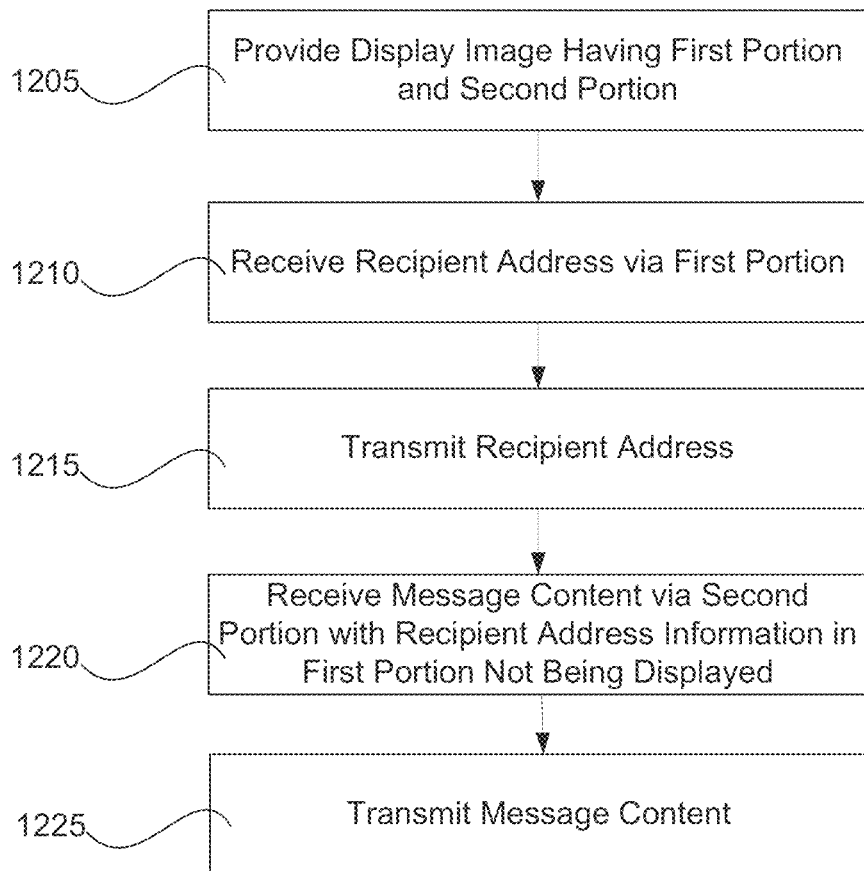 Provide Display Image Having First Portion
and Second Portion
1205
Receive Recipient Address via First Portion
1210
Transmit Recipient Address
1215
Receive Message Content via Second
Portion with Recipient Address Information in
First Portion Not Being Displayed
1220
Transmit Message Content
1225